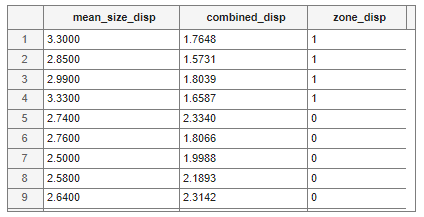 mean_size_disp combined_disp zone_disp
1 3.3000 1.7648 1
2 2.8500 1.5731 1
3 2.9900 1.8039 1
4 3.3300 1.6587 1
5 2.7400 2.3340 0
6 2.7600 1.8066 0
7 2.5000 1.9988 0
8 2.5800 2.1893 0
9 2.6400 2.3142 0